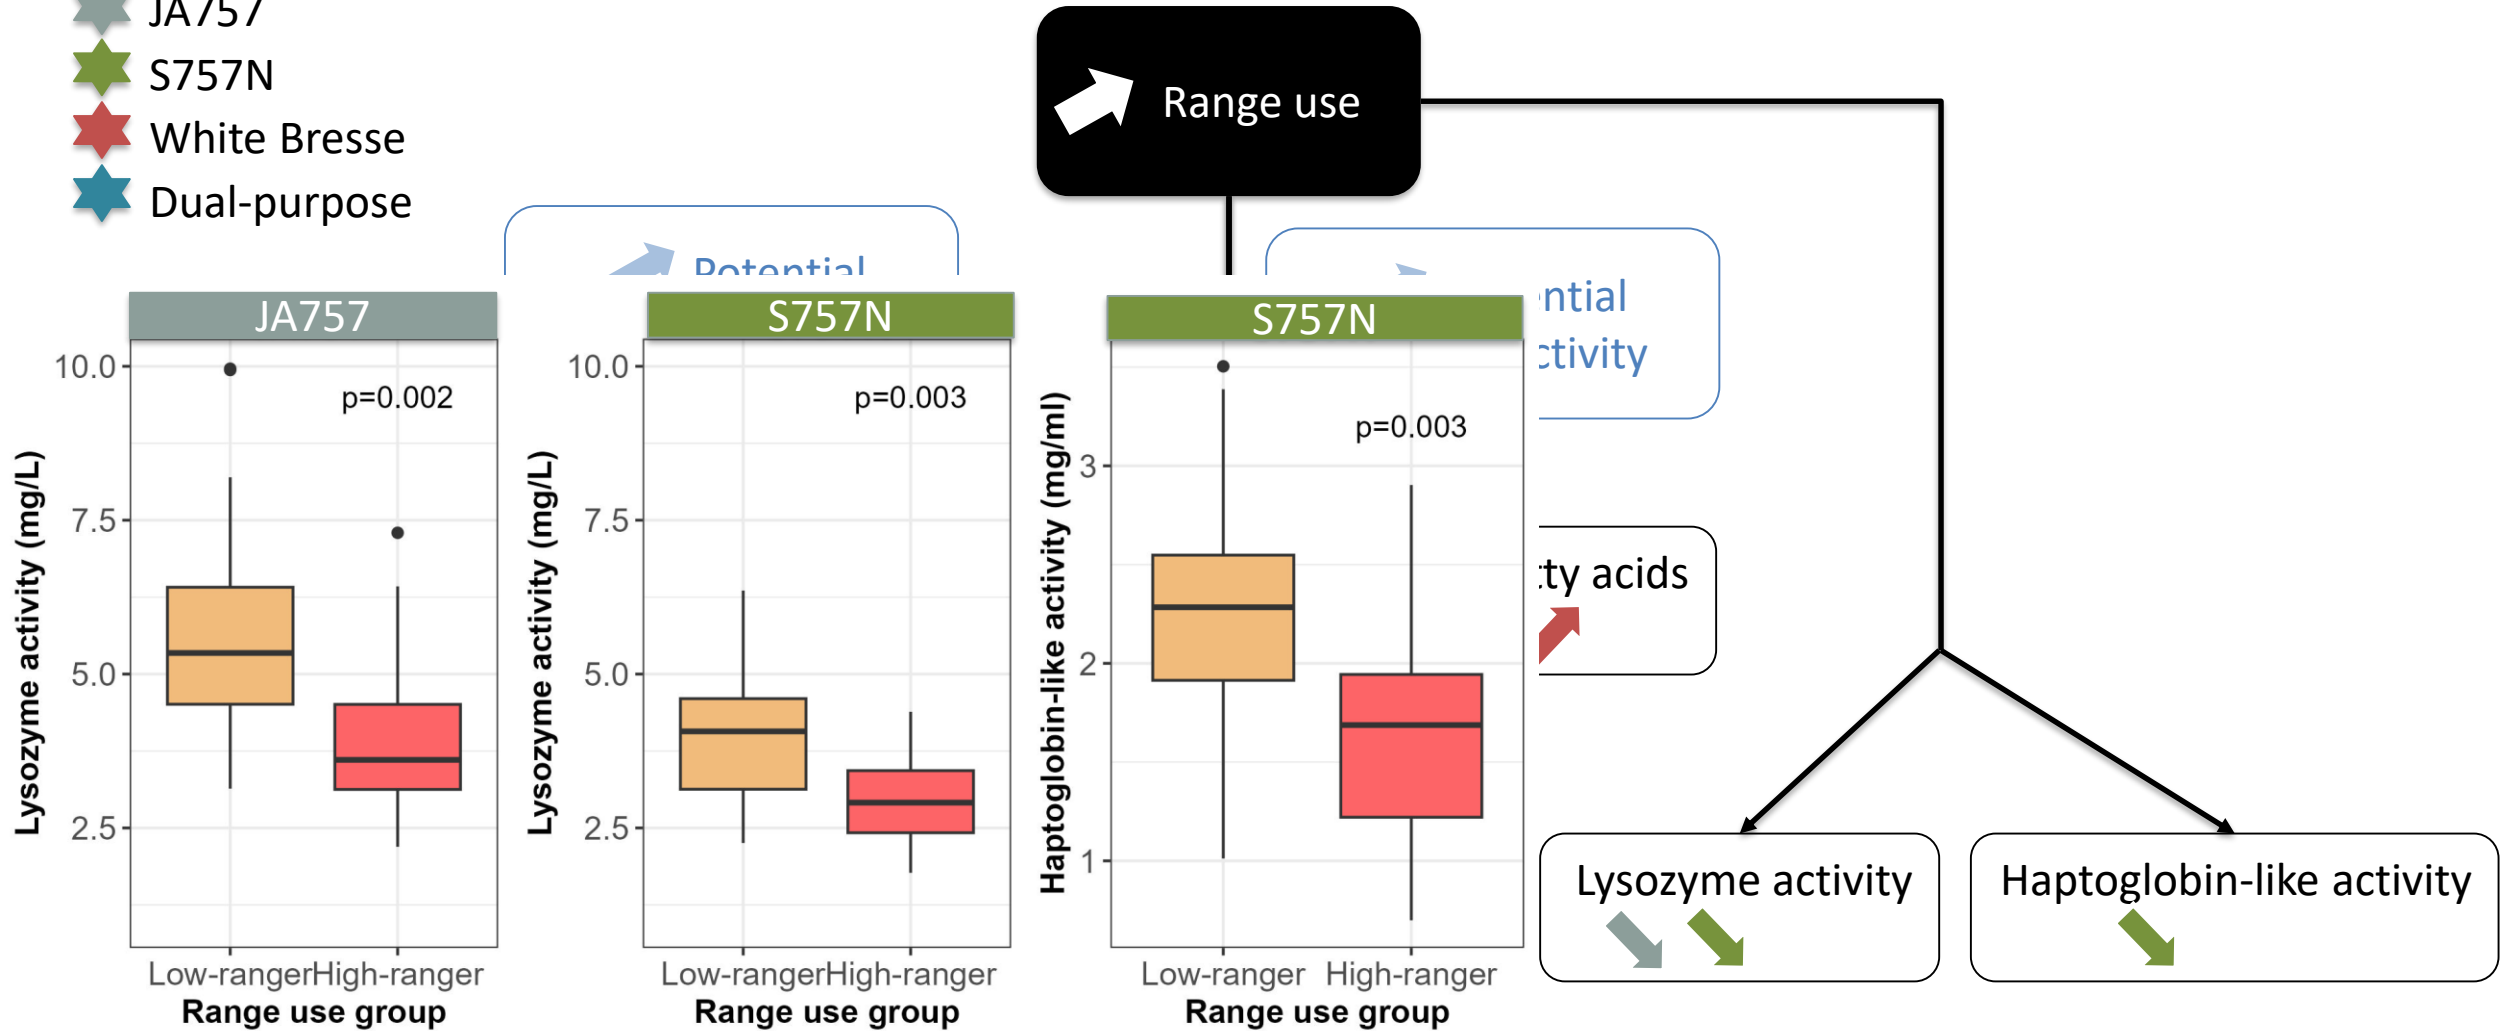 JA757
S757N
White Bresse
Dual-purpose
Range use
Potential
ential
ctivity
tty acids
JA757
10.0
7.5
5.0
2.5
p=0.002
Lysozyme activity (mg/L)
Low-ranger
High-ranger
Range use group
S757N
10.0
7.5
5.0
2.5
p=0.003
Lysozyme activity (mg/L)
Low-ranger
High-ranger
Range use group
S757N
3
2
1
p=0.003
Haptoglobin-like activity (mg/ml)
Low-ranger
High-ranger
Range use group
Lysozyme activity
Haptoglobin-like activity